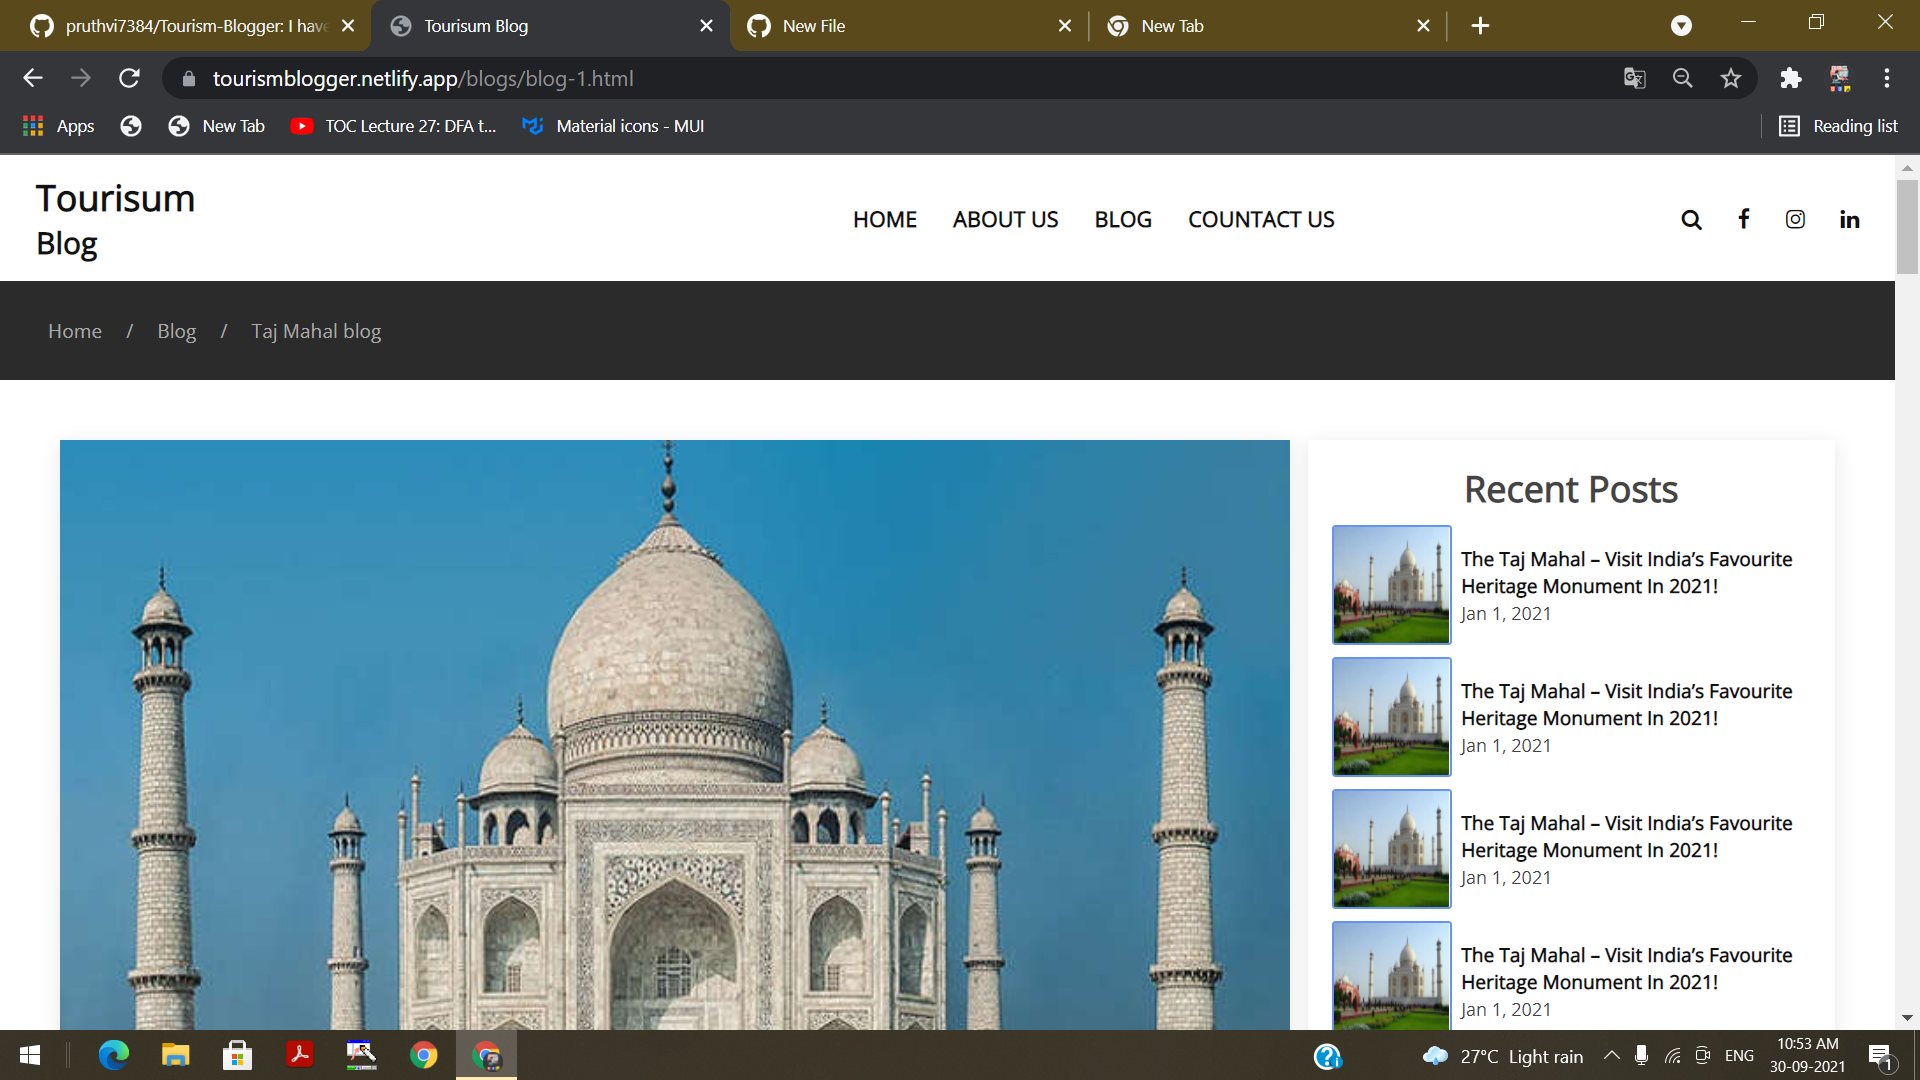 pruthvi7384/Tourism-Blogger: I have
Tourisum Blog
New File
New Tab
tourismblogger.netlify.app/blogs/blog-1.html
Apps
New Tab
TOC Lecture 27: DFA t...
Material icons - MUI
Reading list
Tourisum
Blog
HOME
ABOUT US
BLOG
COUNTACT US
Home / Blog / Taj Mahal blog
Recent Posts
The Taj Mahal – Visit India’s Favourite
Heritage Monument In 2021!
Jan 1, 2021
The Taj Mahal – Visit India’s Favourite
Heritage Monument In 2021!
Jan 1, 2021
The Taj Mahal – Visit India’s Favourite
Heritage Monument In 2021!
Jan 1, 2021
The Taj Mahal – Visit India’s Favourite
Heritage Monument In 2021!
Jan 1, 2021
27°C Light rain
ENG
10:53 AM
30-09-2021
1